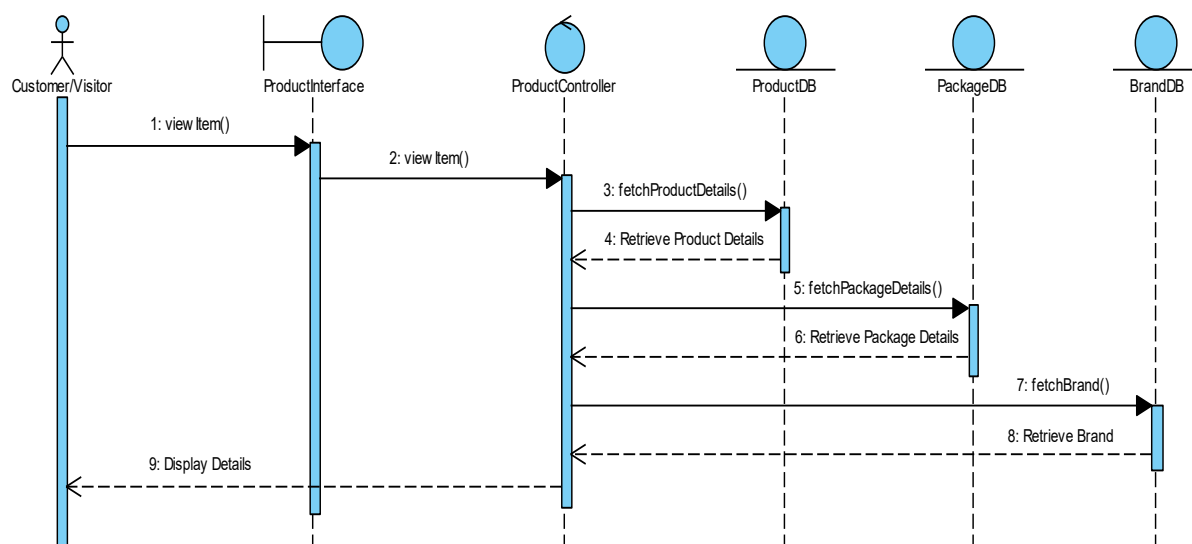 Customer/Visitor
ProductInterface
ProductController
ProductDB
PackageDB
BrandDB
1: view Item()
2: view Item()
3: fetchProductDetails()
4: Retrieve Product Details
5: fetchPackageDetails()
6: Retrieve Package Details
7: fetchBrand()
8: Retrieve Brand
9: Display Details